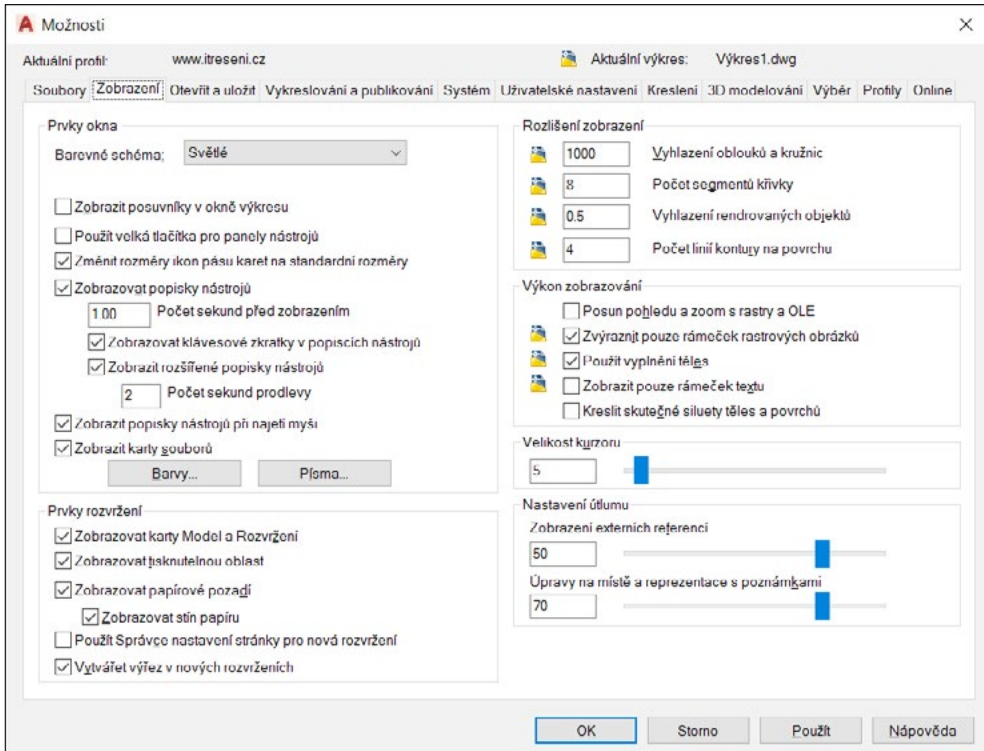 Možnosti
Aktuální profil: www.itreseni.cz Aktuální výkres: Výkres1.dwg
Soubory Zobrazení Otevřít a uložit Vykreslování a publikování Systém Uživatelské nastavení Kreslení 3D modelování Výběr Profily Online
Prvky okna
Barevné schéma: Světlé
Zobrazit posuvníky v okně výkresu
Použít velká tlačítka pro panely nástrojů
Změnit rozměry ikon pásu karet na standardní rozměry
Zobrazovat popisky nástrojů
1.00 Počet sekund před zobrazením
Zobrazovat klávesové zkratky v popiscích nástrojů
Zobrazit rozšířené popisky nástrojů
2 Počet sekund prodlevy
Zobrazit popisky nástrojů při najetí myši
Zobrazit karty souborů
Barvy... Písma...
Prvky rozvržení
Zobrazovat karty Model a Rozvržení
Zobrazovat tisknutelnou oblast
Zobrazovat papírové pozadí
Zobrazovat stín papíru
Použít Správce nastavení stránky pro nová rozvržení
Vytvářet výřez v nových rozvrženích
Rozlišení zobrazení
1000 Vyhlazení oblouků a kružnic
8 Počet segmentů křivky
0.5 Vyhlazení rendrovaných objektů
4 Počet linií kontury na povrchu
Výkon zobrazování
Posun pohledu a zoom s rastry a OLE
Zvýraznit pouze rámeček rastrových obrázků
Použít vyplnění těles
Zobrazit pouze rámeček textu
Kreslit skutečné siluety těles a povrchů
Velikost kurzoru
5
Nastavení útlumu
Zobrazení externích referencí
50
Úpravy na místě a reprezentace s poznámkami
70
OK Storno Použít Nápověda